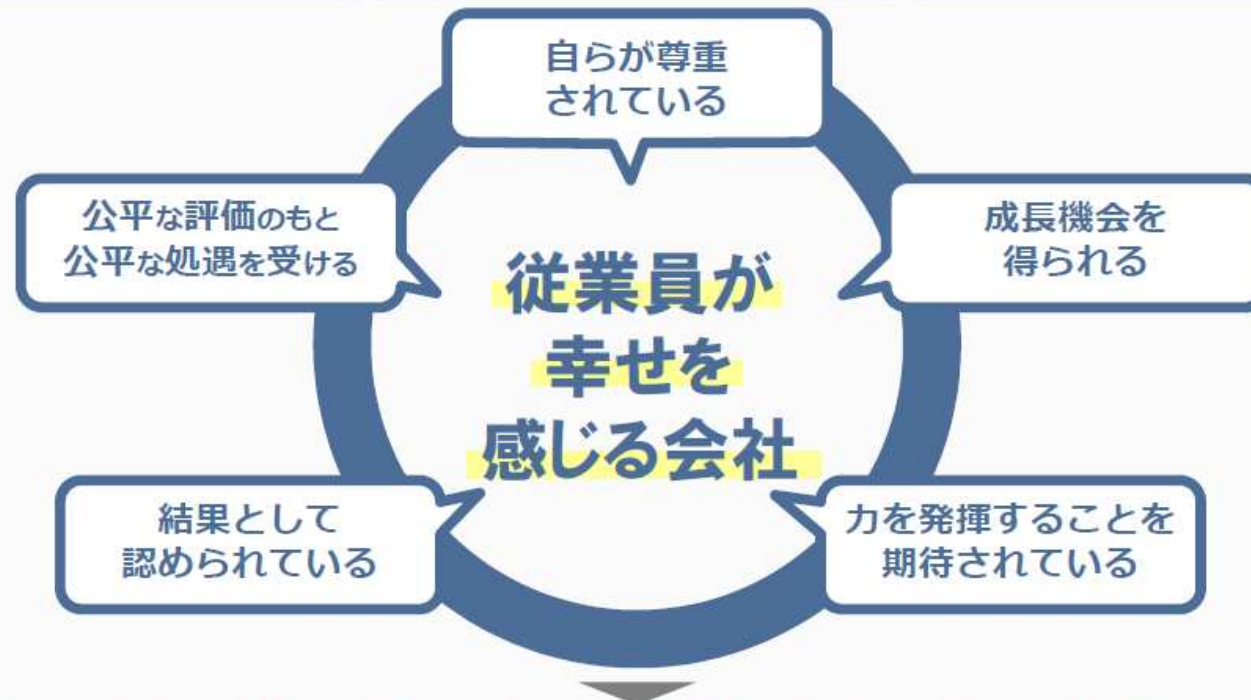 自らが尊重
されている
公平な評価のもと
公平な処遇を受ける
成長機会を
得られる
従業員が
幸せを
感じる会社
結果として
認められている
力を発揮することを
期待されている